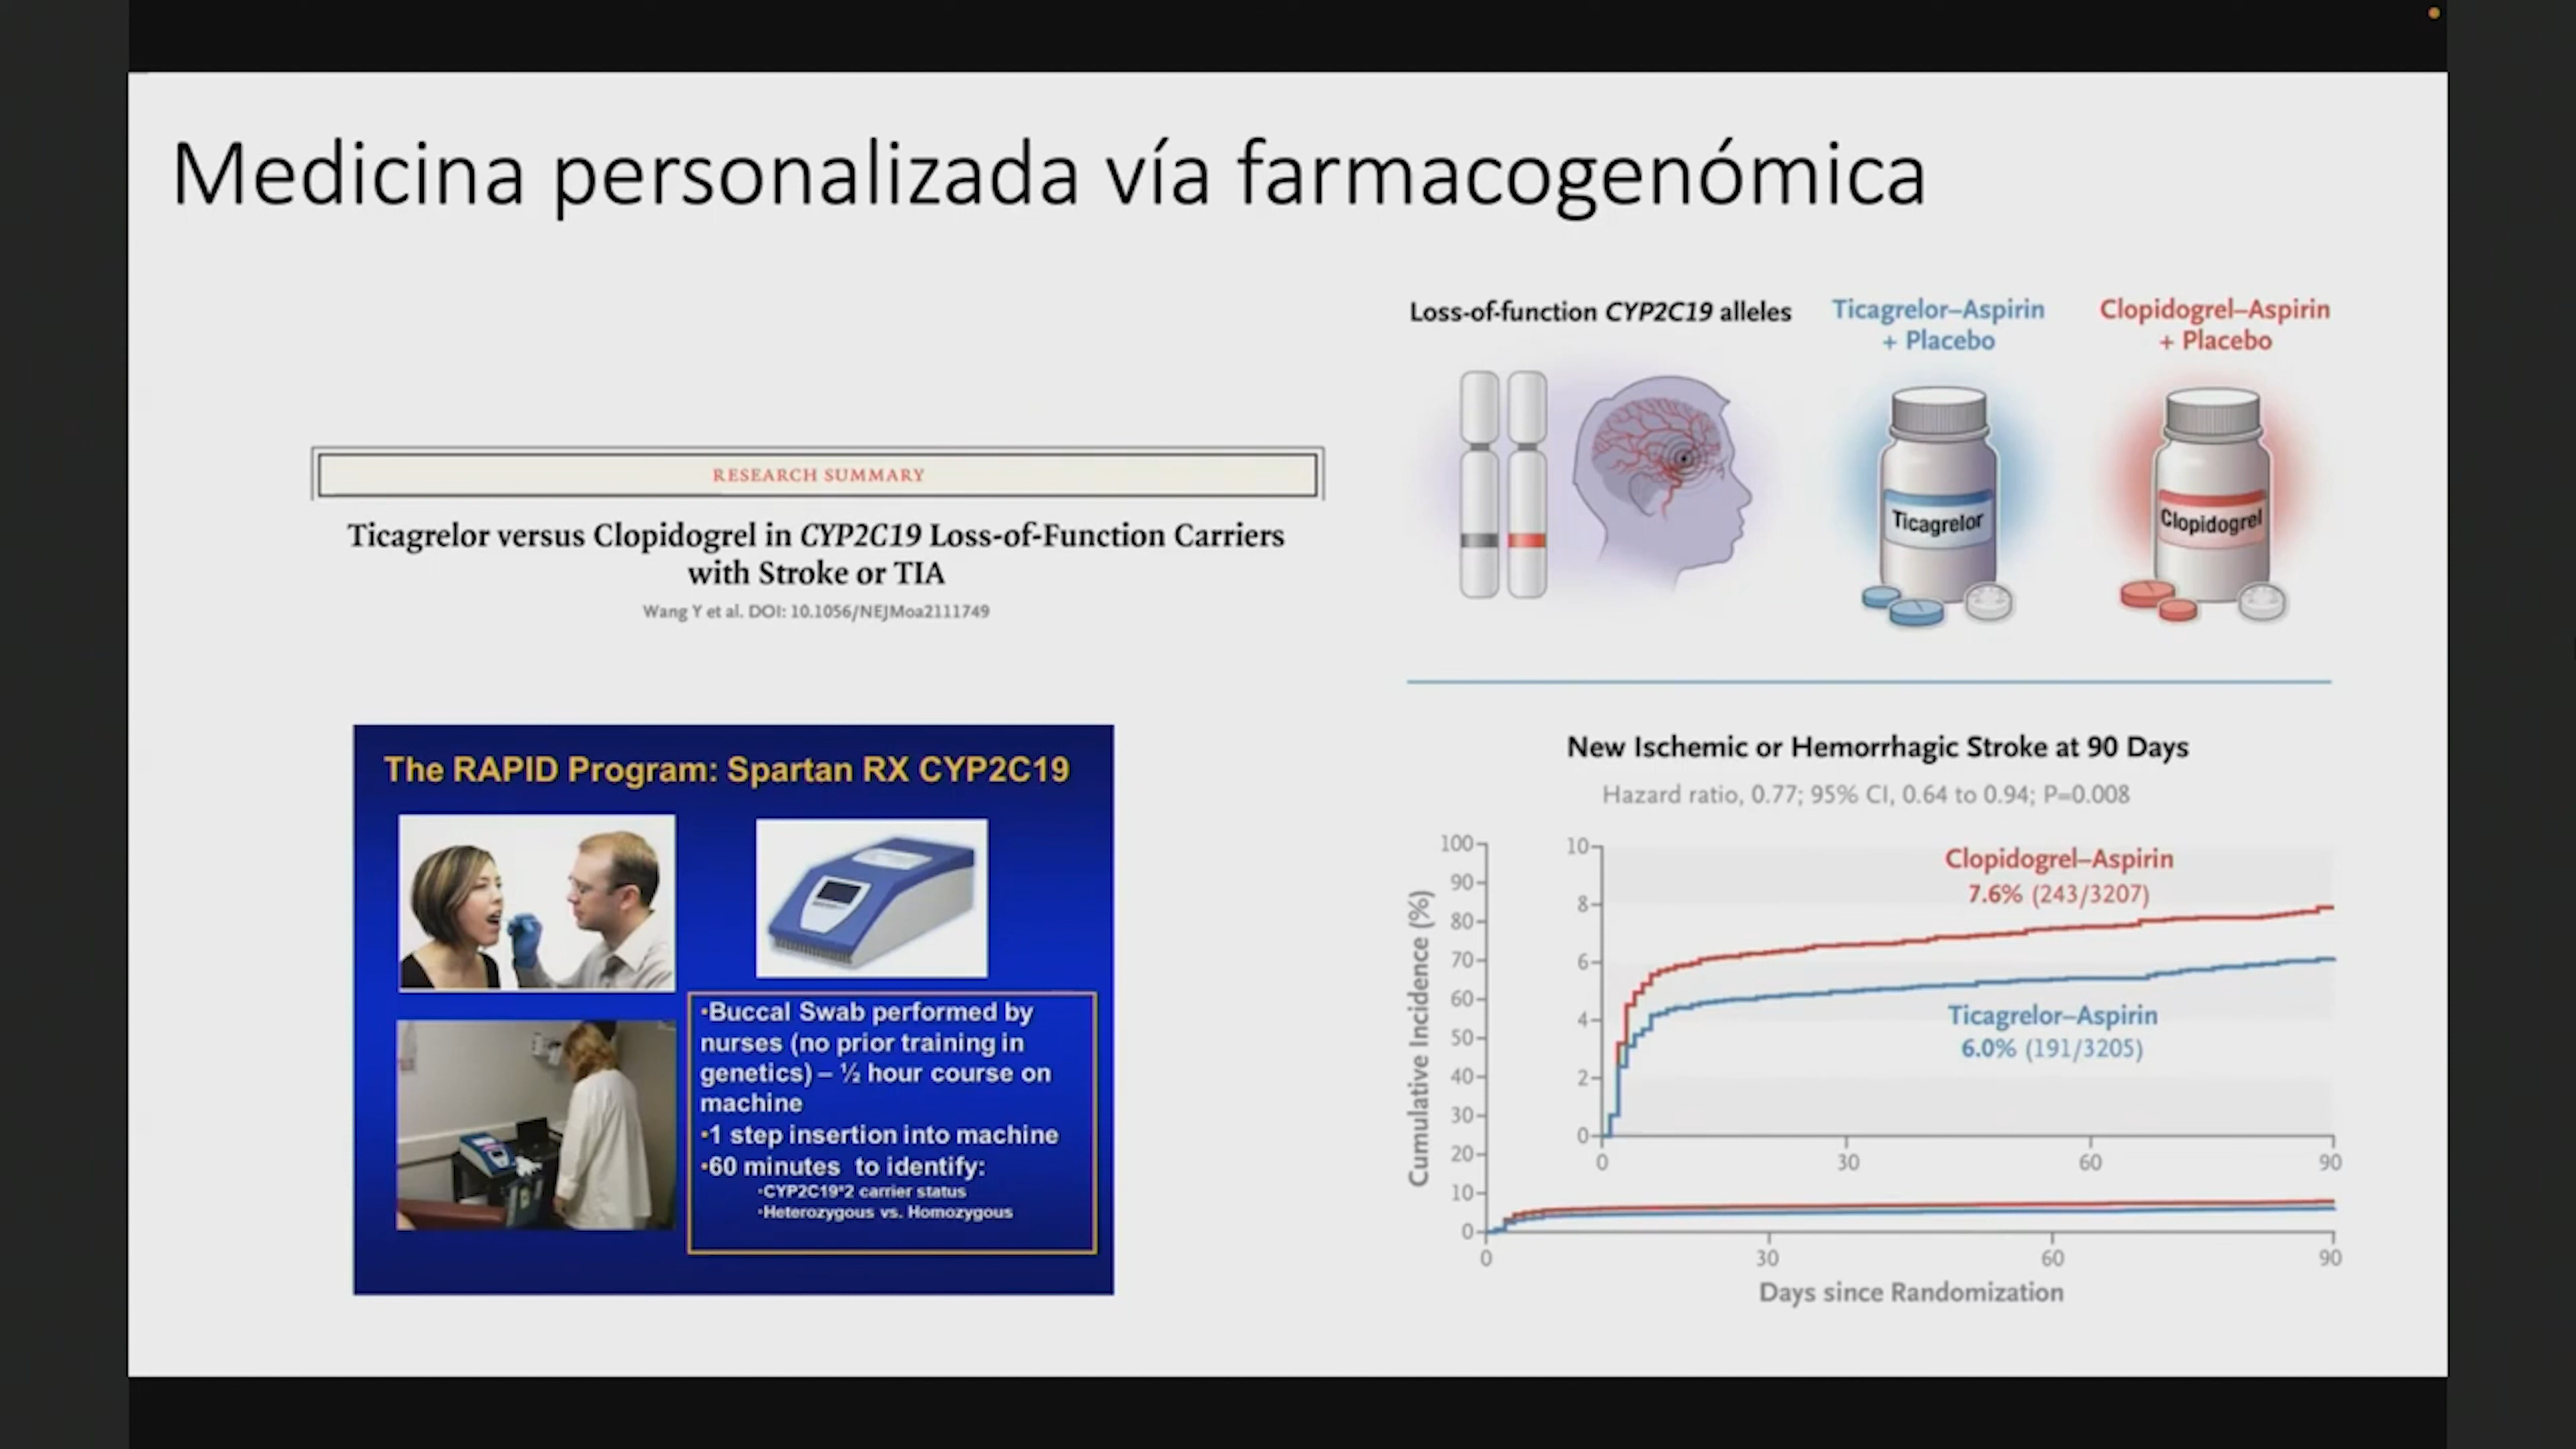 Medicina personalizada vía farmacogenómica
RESEARCH SUMMARY
Ticagrelor versus Clopidogrel in CYP2C19 Loss-of-Function Carriers
with Stroke or TIA
Wang Y et al. DOI: 10.1056/NEJMoa2111749
The RAPID Program: Spartan RX CYP2C19
•Buccal Swab performed by
nurses (no prior training in
genetics) – ½ hour course on
machine
•1 step insertion into machine
•60 minutes to identify:
•CYP2C19*2 carrier status
•Heterozygous vs. Homozygous
Loss-of-function CYP2C19 alleles
Ticagrelor–Aspirin
+ Placebo
Clopidogrel–Aspirin
+ Placebo
Ticagrelor
Clopidogrel
New Ischemic or Hemorrhagic Stroke at 90 Days
Hazard ratio, 0.77; 95% CI, 0.64 to 0.94; P=0.008
Cumulative Incidence (%)
100
90
80
70
60
50
40
30
20
10
0
10
8
6
4
2
0
Clopidogrel–Aspirin
7.6% (243/3207)
Ticagrelor–Aspirin
6.0% (191/3205)
0 30 60 90
0 30 60 90
Days since Randomization